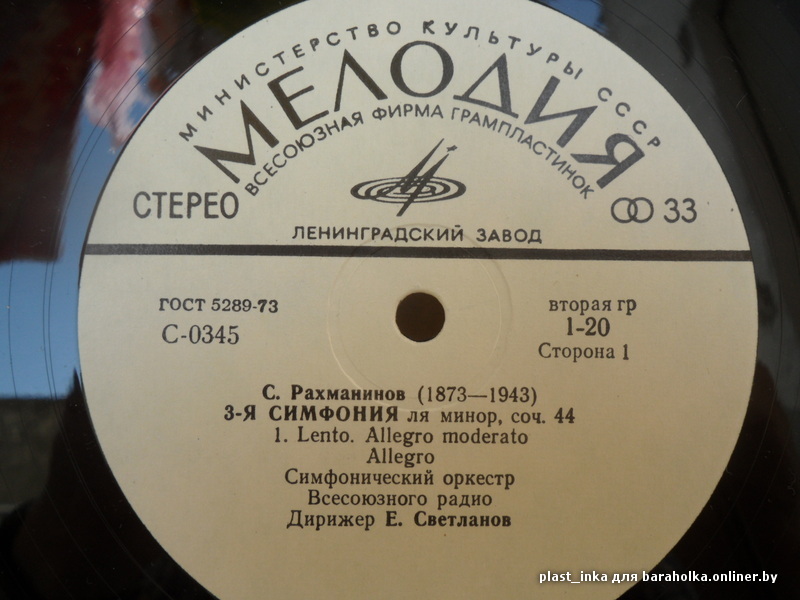 МИНИСТЕРСТВО КУЛЬТУРЫ СССР
МЕЛОДИЯ
ВСЕСОЮЗНАЯ ФИРМА ГРАМПЛАСТИНОК
СТЕРЕО
33
ЛЕНИНГРАДСКИЙ ЗАВОД
ГОСТ 5289-73
С-0345
вторая гр
1-20
Сторона 1
С. Рахманинов (1873—1943)
3-Я СИМФОНИЯ ля минор, соч. 44
1. Lento. Allegro moderato
Allegro
Симфонический оркестр
Всесоюзного радио
Дирижер Е. Светланов
plast_inka для baraholka.onliner.by